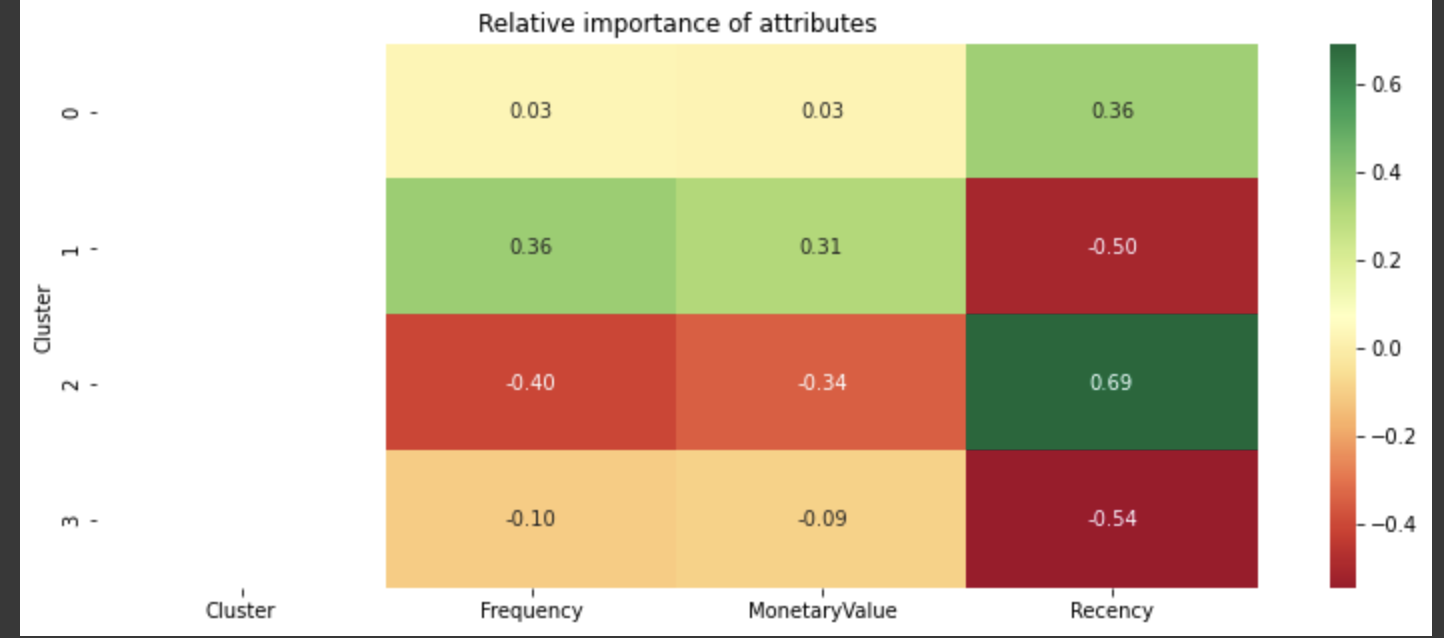 Relative importance of attributes
0 0.03 0.03 0.36
1 0.36 0.31 -0.50
2 -0.40 -0.34 0.69
3 -0.10 -0.09 -0.54
Cluster
Cluster Frequency MonetaryValue Recency
0.6
0.4
0.2
0.0
−0.2
−0.4